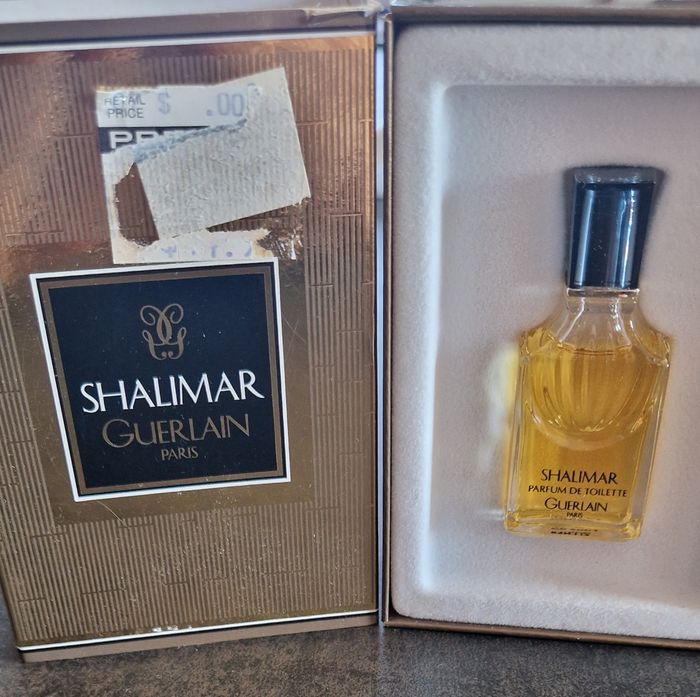 RETAIL $ .00
PRICE
SHALIMAR
GUERLAIN
PARIS
SHALIMAR
PARFUM DE TOILETTE
GUERLAIN
PARIS